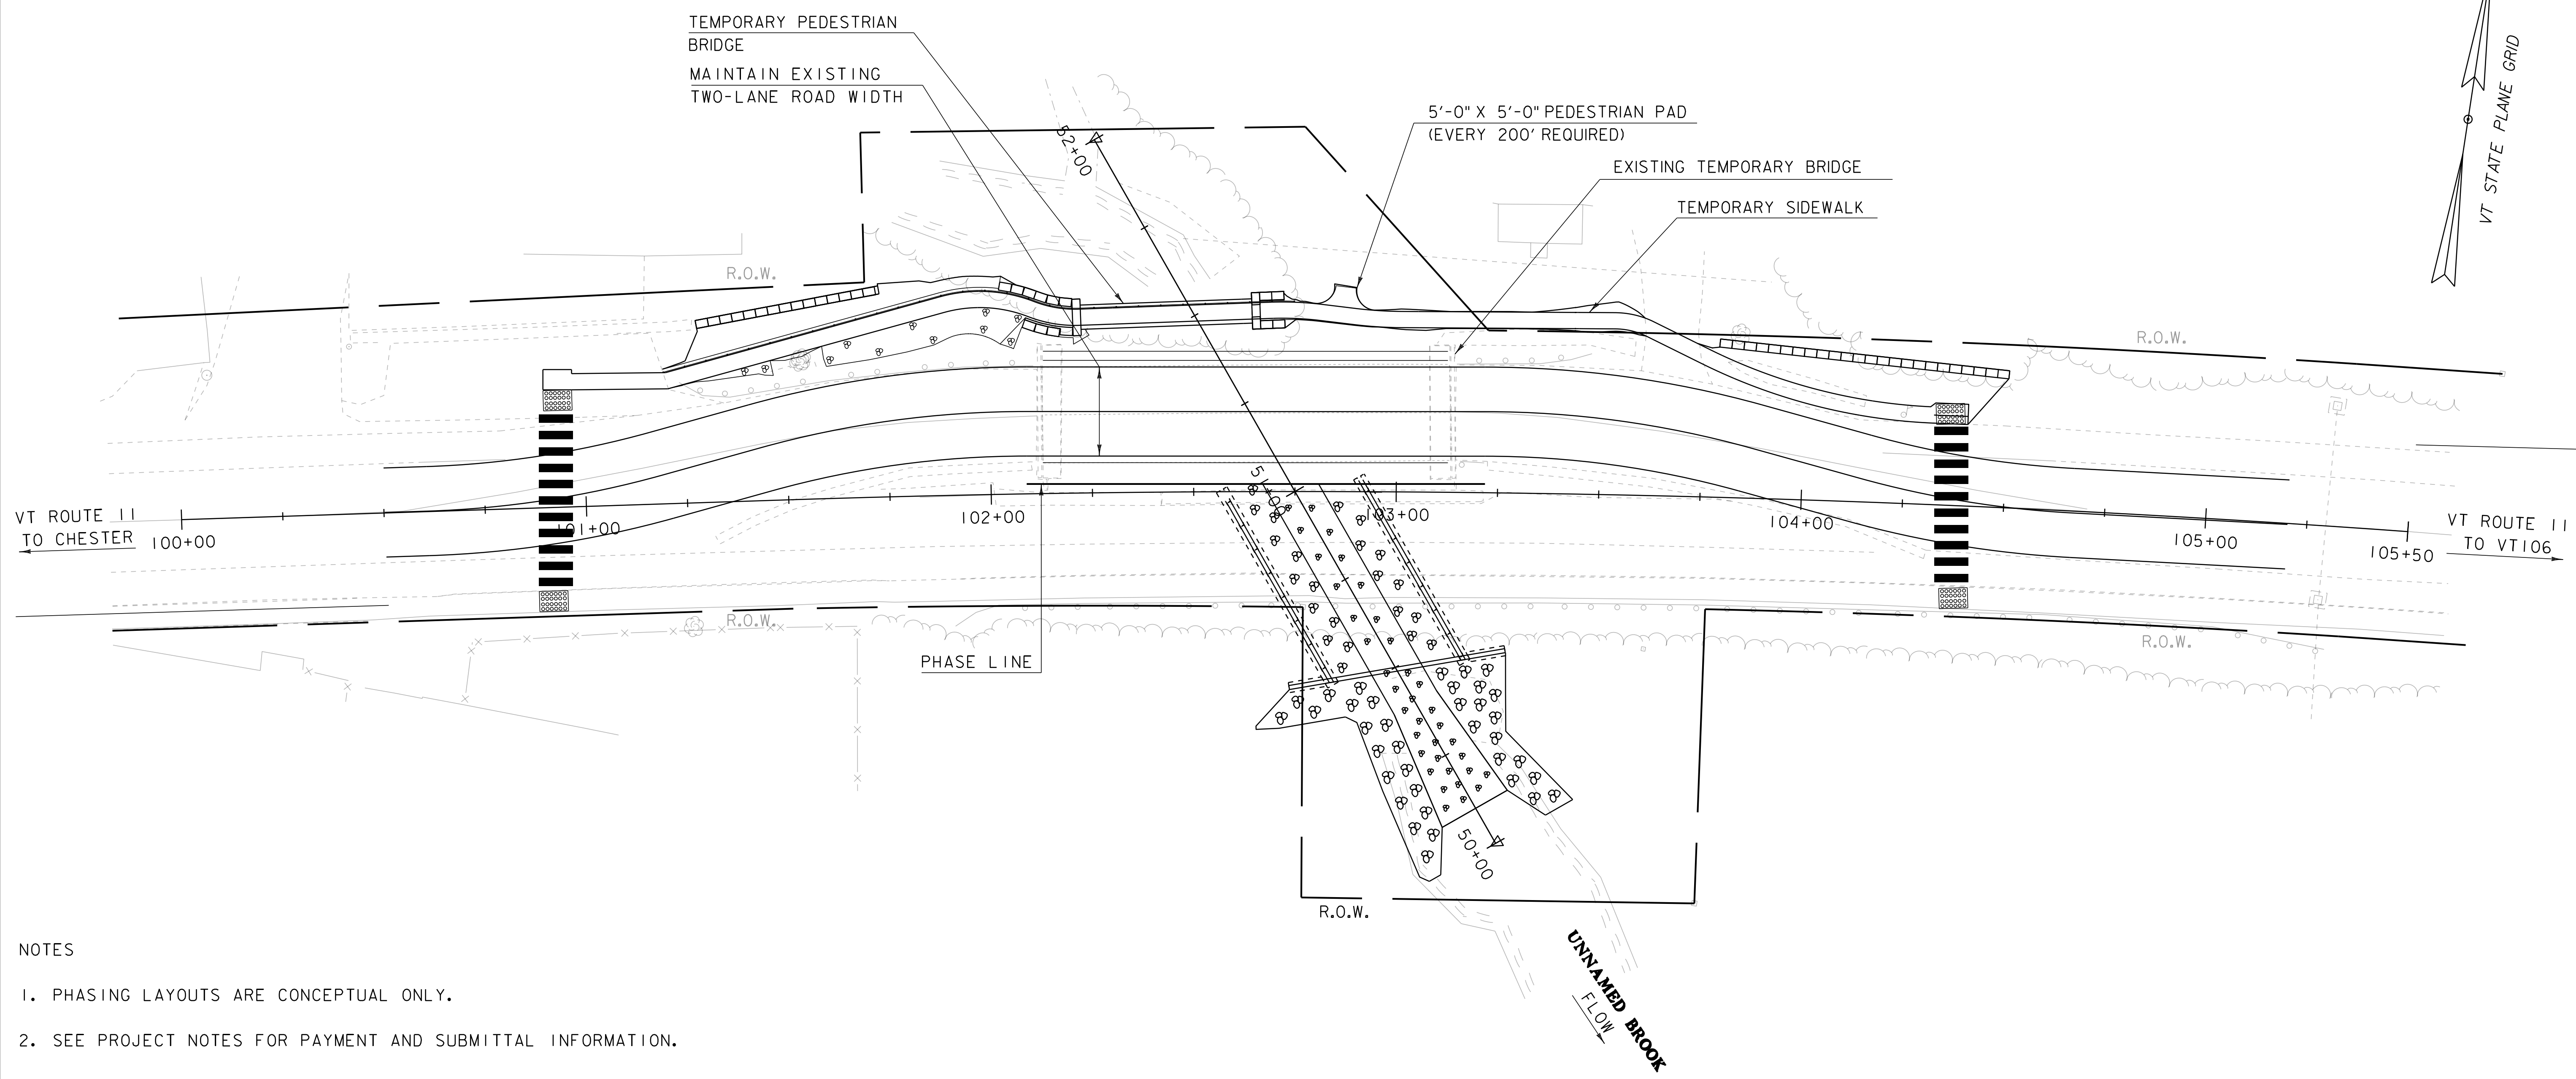 TEMPORARY PEDESTRIAN
BRIDGE
MAINTAIN EXISTING
TWO-LANE ROAD WIDTH
5'-0" X 5'-0" PEDESTRIAN PAD
(EVERY 200' REQUIRED)
EXISTING TEMPORARY BRIDGE
TEMPORARY SIDEWALK
VT STATE PLANE GRID
52+00
R.O.W.
R.O.W.
VT ROUTE 11
TO CHESTER
100+00
101+00
102+00
103+00
104+00
105+00
105+50
VT ROUTE 11
TO VT106
R.O.W.
R.O.W.
PHASE LINE
50+00
R.O.W.
UNNAMED BROOK
FLOW
NOTES
1. PHASING LAYOUTS ARE CONCEPTUAL ONLY.
2. SEE PROJECT NOTES FOR PAYMENT AND SUBMITTAL INFORMATION.